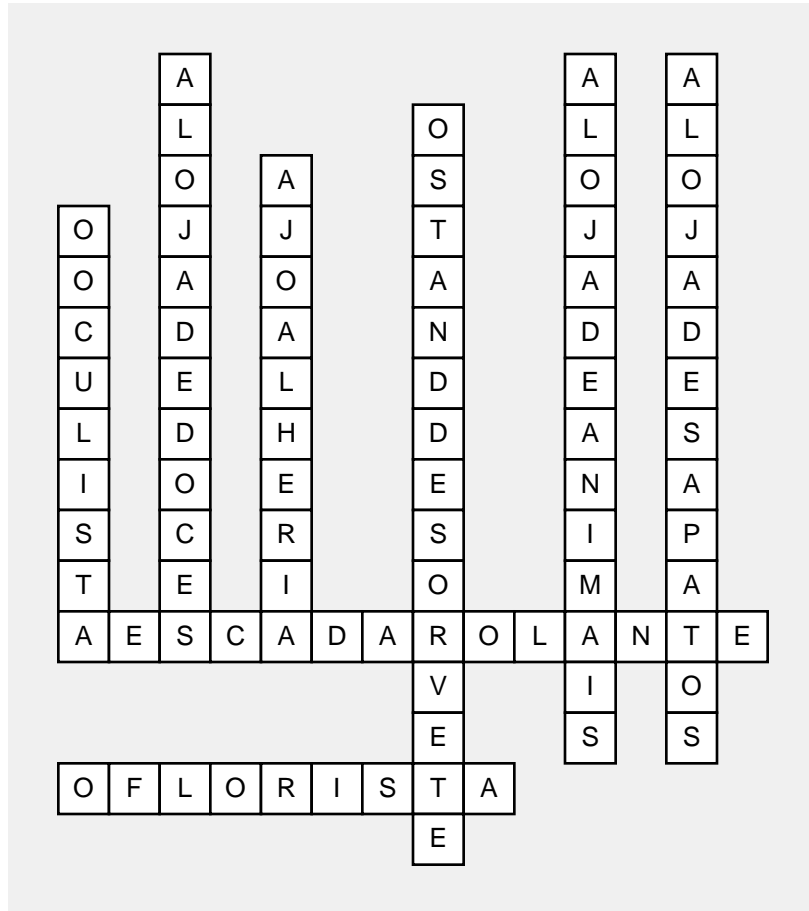 OOCULISTA
ALOJADEDOCES
AJOALHERIA
OSTANDDESORVETE
ALOJADEANIMAIS
ALOJADESAPATOS
AESCADAROLANTE
OFLORISTA